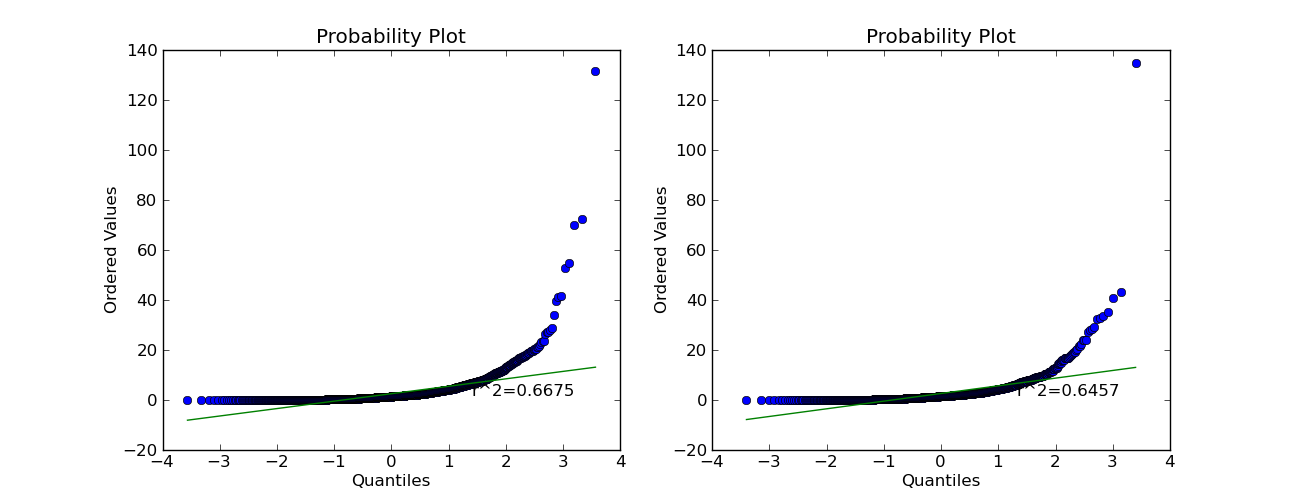 Probability Plot
140
120
100
80
60
40
20
0
−20
Ordered Values
r^2=0.6675
−4 −3 −2 −1 0 1 2 3 4
Quantiles
Probability Plot
140
120
100
80
60
40
20
0
−20
Ordered Values
r^2=0.6457
−4 −3 −2 −1 0 1 2 3 4
Quantiles